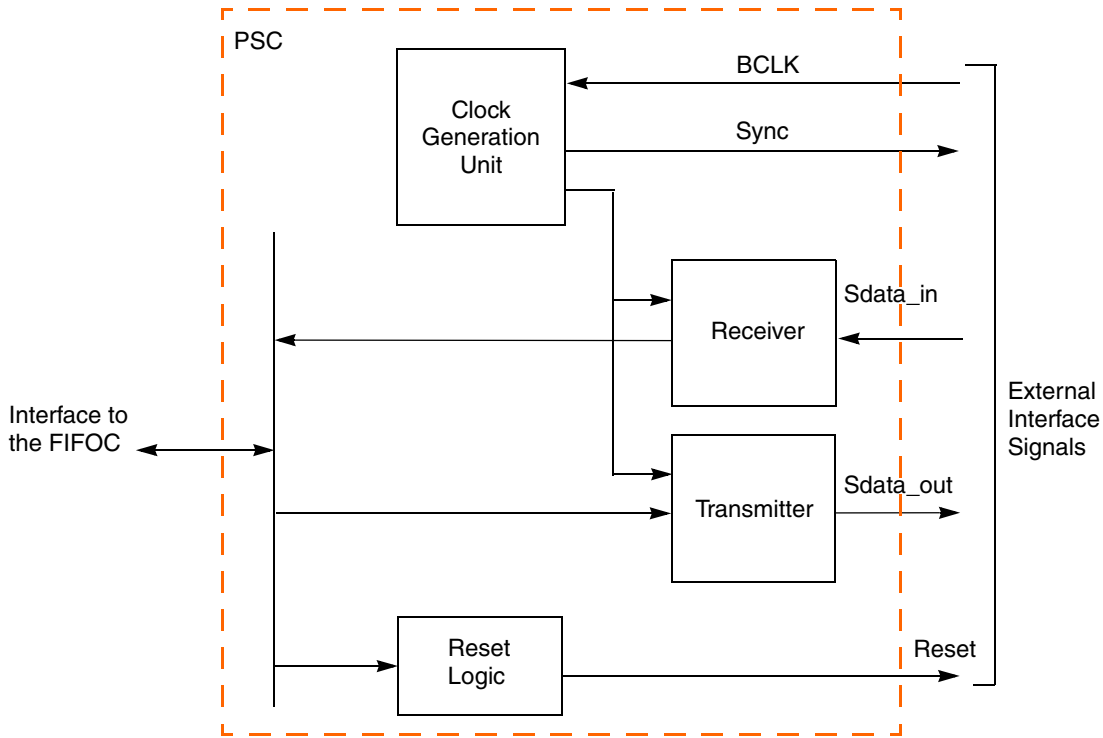 PSC
Clock
Generation
Unit
BCLK
Sync
Receiver
Sdata_in
Interface to
the FIFOC
External
Interface
Signals
Transmitter
Sdata_out
Reset
Logic
Reset